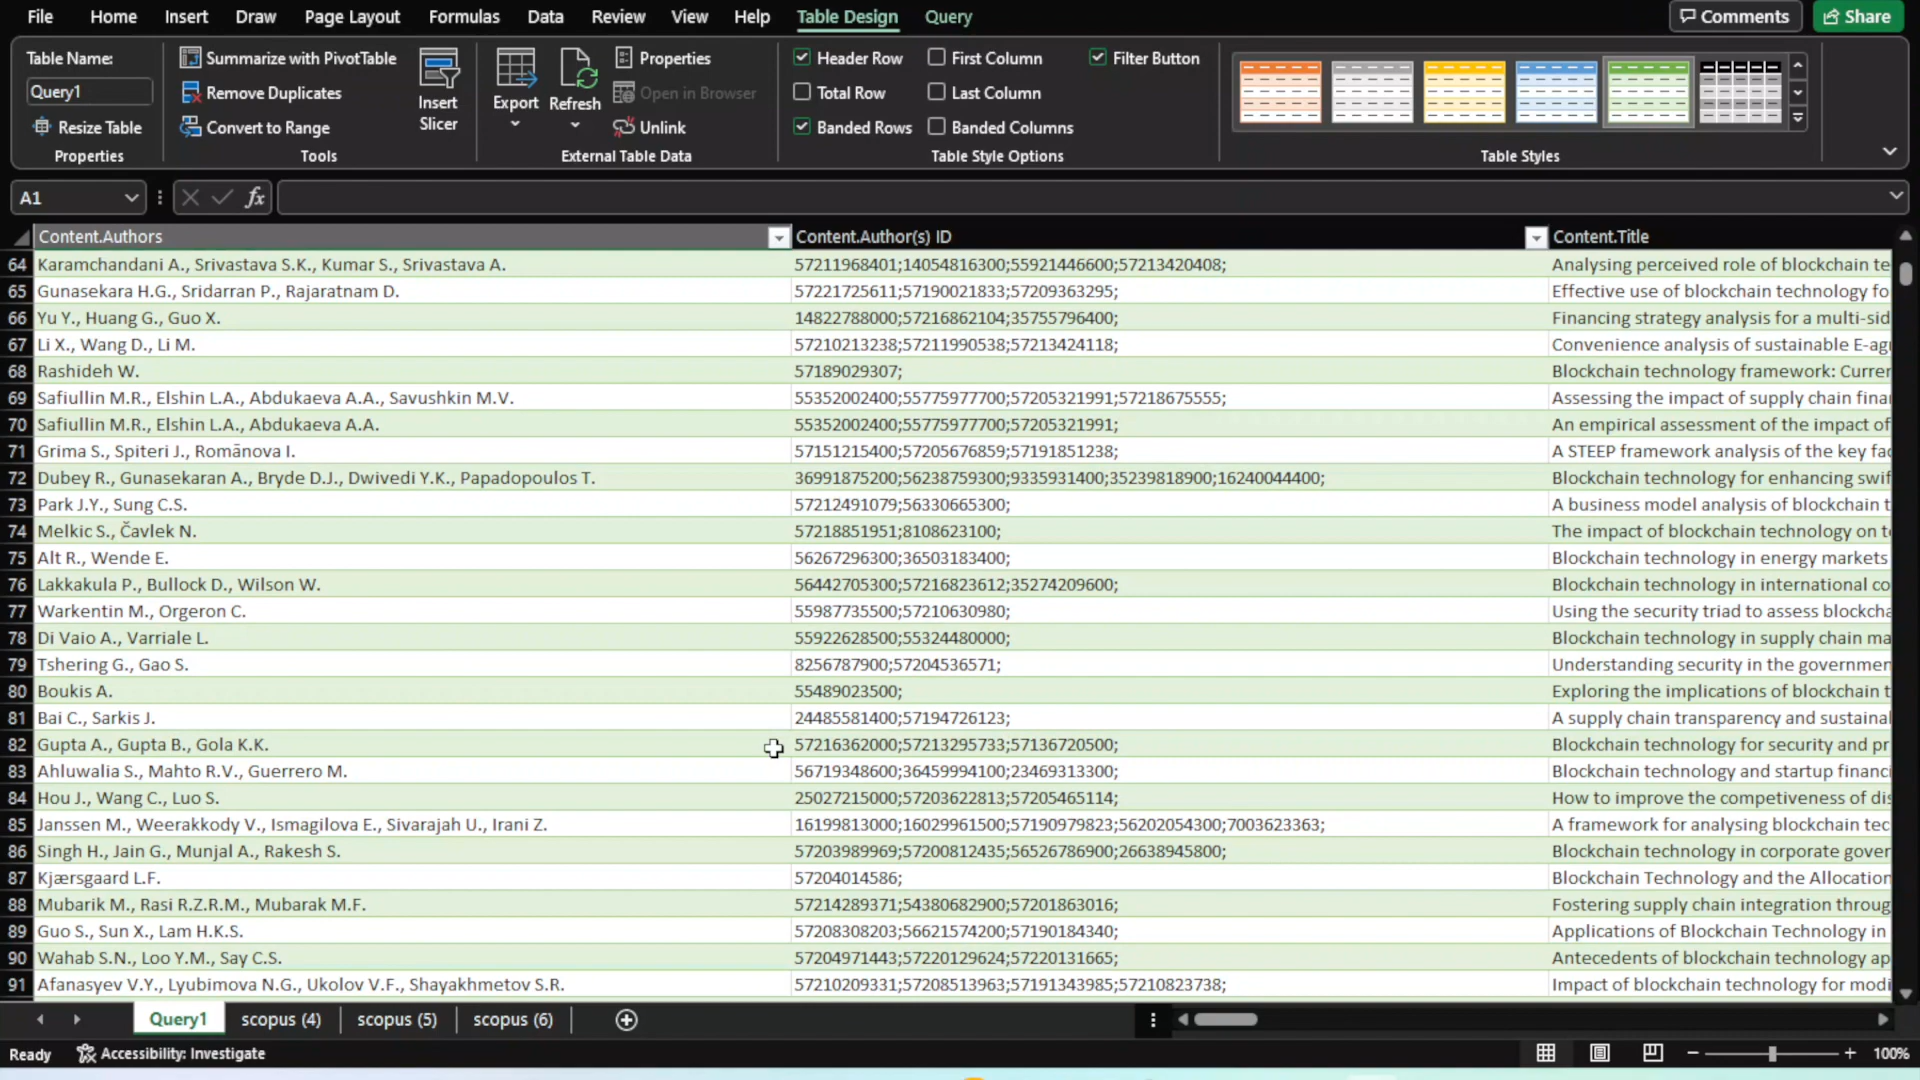 File Home Insert Draw Page Layout Formulas Data Review View Help Table Design Query Comments Share
Table Name:
Query1
Resize Table
Properties
Summarize with PivotTable
Remove Duplicates
Convert to Range
Tools
Insert
Slicer
Export
Refresh
Properties
Open in Browser
Unlink
External Table Data
Header Row First Column Filter Button
Total Row Last Column
Banded Rows Banded Columns
Table Style Options
Table Styles
A1 fx
Content.Authors Content.Author(s) ID Content.Title
64 Karamchandani A., Srivastava S.K., Kumar S., Srivastava A. 57211968401;14054816300;55921446600;57213420408; Analysing perceived role of blockchain te
65 Gunasekara H.G., Sridarran P., Rajaratnam D. 57221725611;57190021833;57209363295; Effective use of blockchain technology fo
66 Yu Y., Huang G., Guo X. 14822788000;57216862104;35755796400; Financing strategy analysis for a multi-sid
67 Li X., Wang D., Li M. 57210213238;57211990538;57213424118; Convenience analysis of sustainable E-agr
68 Rashideh W. 57189029307; Blockchain technology framework: Curren
69 Safiullin M.R., Elshin L.A., Abdukaeva A.A., Savushkin M.V. 55352002400;55775977700;57205321991;57218675555; Assessing the impact of supply chain finan
70 Safiullin M.R., Elshin L.A., Abdukaeva A.A. 55352002400;55775977700;57205321991; An empirical assessment of the impact of
71 Grima S., Spiteri J., Romānova I. 57151215400;57205676859;57191851238; A STEEP framework analysis of the key fac
72 Dubey R., Gunasekaran A., Bryde D.J., Dwivedi Y.K., Papadopoulos T. 36991875200;56238759300;9335931400;35239818900;16240044400; Blockchain technology for enhancing swif
73 Park J.Y., Sung C.S. 57212491079;56330665300; A business model analysis of blockchain t
74 Melkic S., Čavlek N. 57218851951;8108623100; The impact of blockchain technology on to
75 Alt R., Wende E. 56267296300;36503183400; Blockchain technology in energy markets
76 Lakkakula P., Bullock D., Wilson W. 56442705300;57216823612;35274209600; Blockchain technology in international co
77 Warkentin M., Orgeron C. 55987735500;57210630980; Using the security triad to assess blockcha
78 Di Vaio A., Varriale L. 55922628500;55324480000; Blockchain technology in supply chain ma
79 Tshering G., Gao S. 8256787900;57204536571; Understanding security in the governmen
80 Boukis A. 55489023500; Exploring the implications of blockchain t
81 Bai C., Sarkis J. 24485581400;57194726123; A supply chain transparency and sustainal
82 Gupta A., Gupta B., Gola K.K. 57216362000;57213295733;57136720500; Blockchain technology for security and pr
83 Ahluwalia S., Mahto R.V., Guerrero M. 56719348600;36459994100;23469313300; Blockchain technology and startup financi
84 Hou J., Wang C., Luo S. 25027215000;57203622813;57205465114; How to improve the competiveness of dis
85 Janssen M., Weerakkody V., Ismagilova E., Sivarajah U., Irani Z. 16199813000;16029961500;57190979823;56202054300;7003623363; A framework for analysing blockchain tec
86 Singh H., Jain G., Munjal A., Rakesh S. 57203989969;57200812435;56526786900;26638945800; Blockchain technology in corporate gover
87 Kjærsgaard L.F. 57204014586; Blockchain Technology and the Allocation
88 Mubarik M., Rasi R.Z.R.M., Mubarak M.F. 57214289371;54380682900;57201863016; Fostering supply chain integration throug
89 Guo S., Sun X., Lam H.K.S. 57208308203;56621574200;57190184340; Applications of Blockchain Technology in
90 Wahab S.N., Loo Y.M., Say C.S. 57204971443;57220129624;57220131665; Antecedents of blockchain technology ap
91 Afanasyev V.Y., Lyubimova N.G., Ukolov V.F., Shayakhmetov S.R. 57210209331;57208513963;57191343985;57210823738; Impact of blockchain technology for modi
Query1 scopus (4) scopus (5) scopus (6)
Ready Accessibility: Investigate 100%